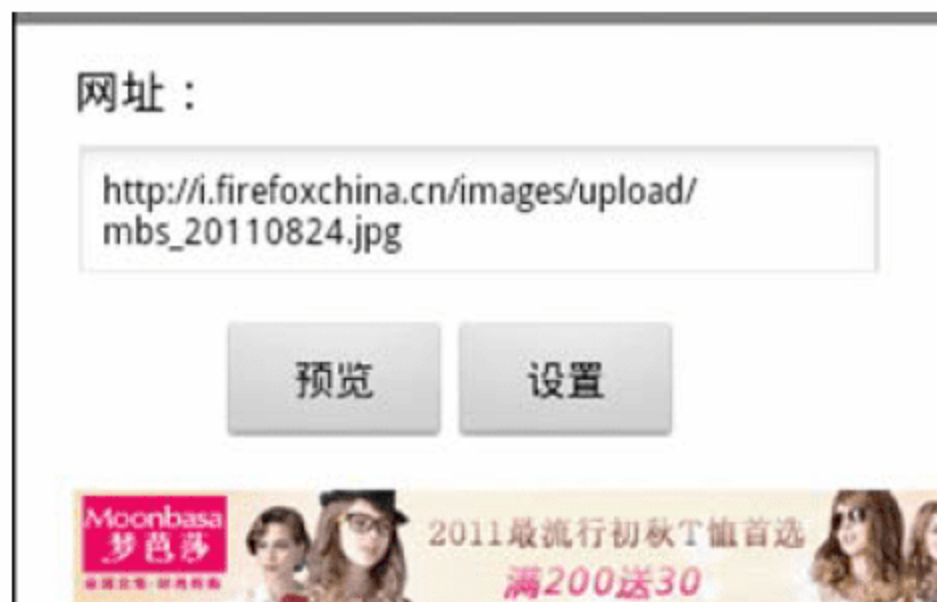 网址：
http://i.firefoxchina.cn/images/upload/
mbs_20110824.jpg
预览
设置
Moonbasa
梦芭莎
2011最流行初秋T恤首选
满200送30